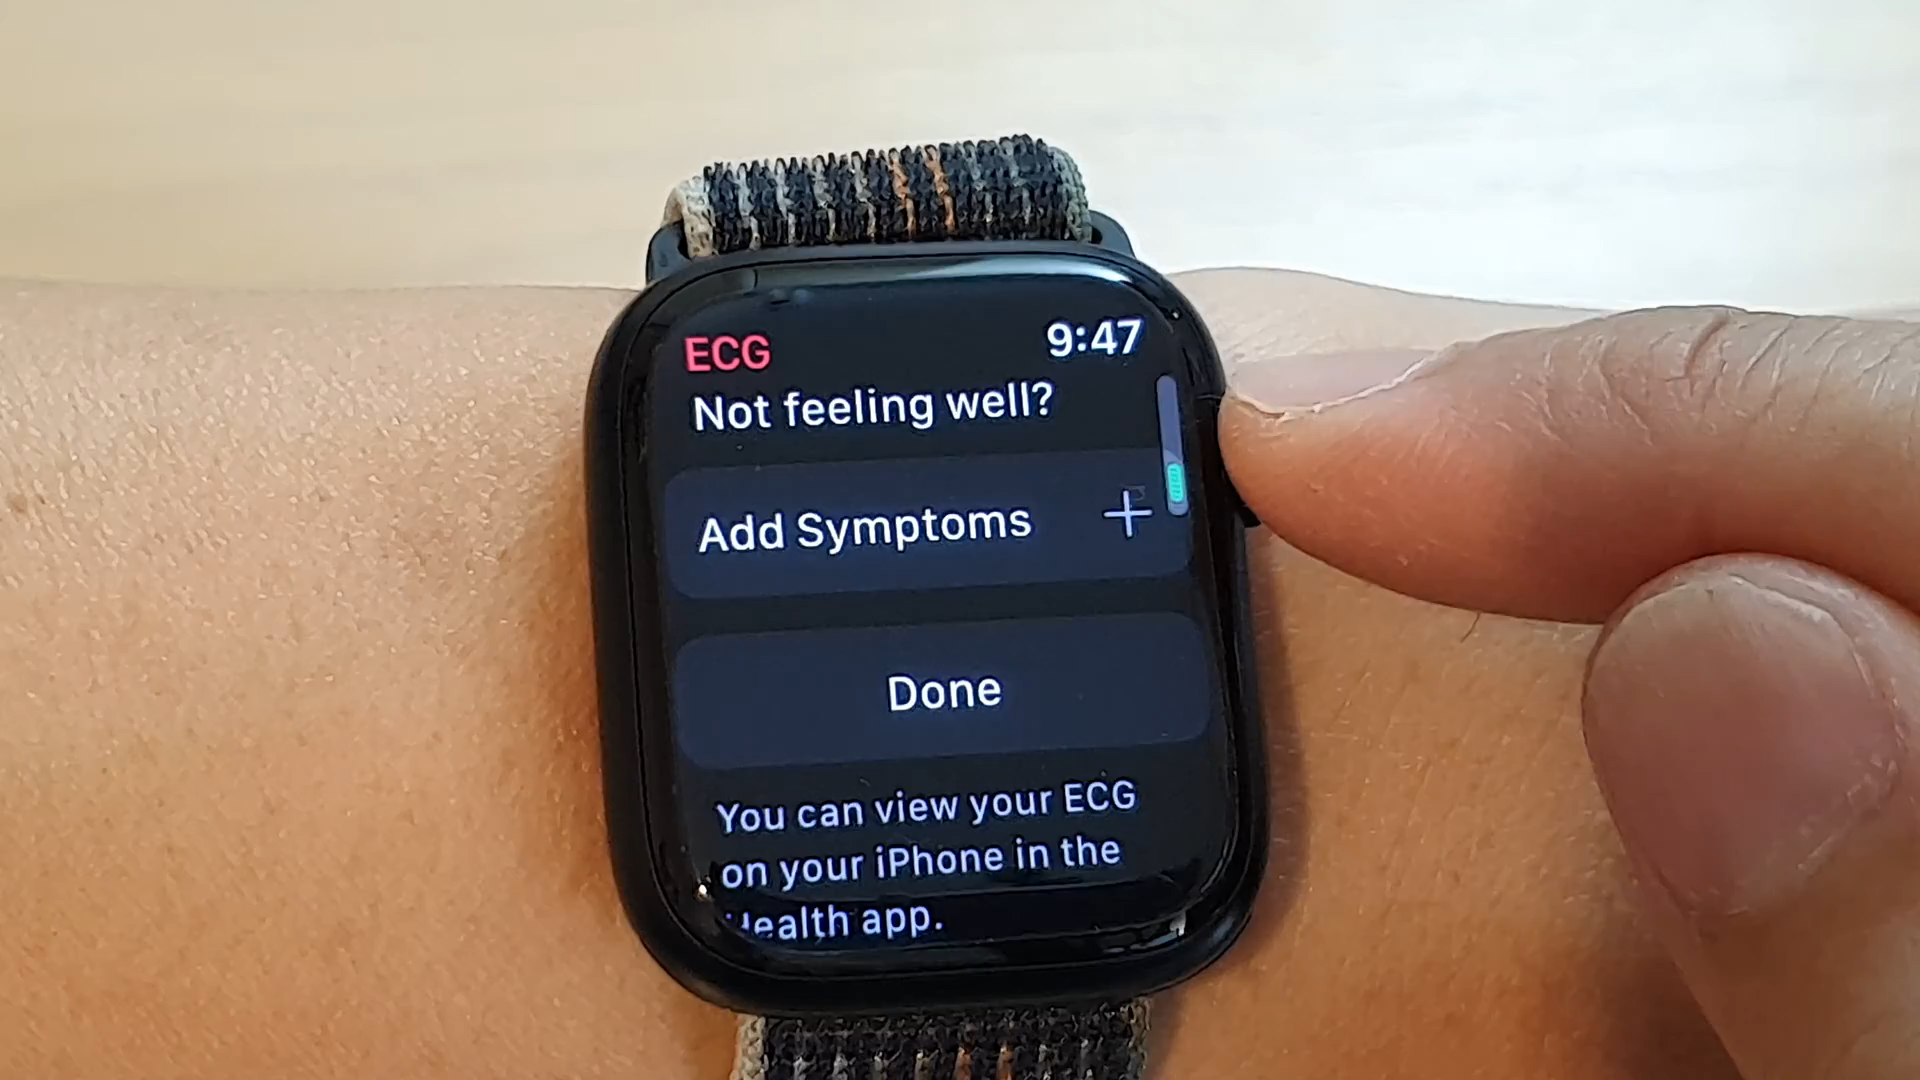 ECG
9:47
Not feeling well?
Add Symptoms
Done
You can view your ECG
on your iPhone in the
Health app.